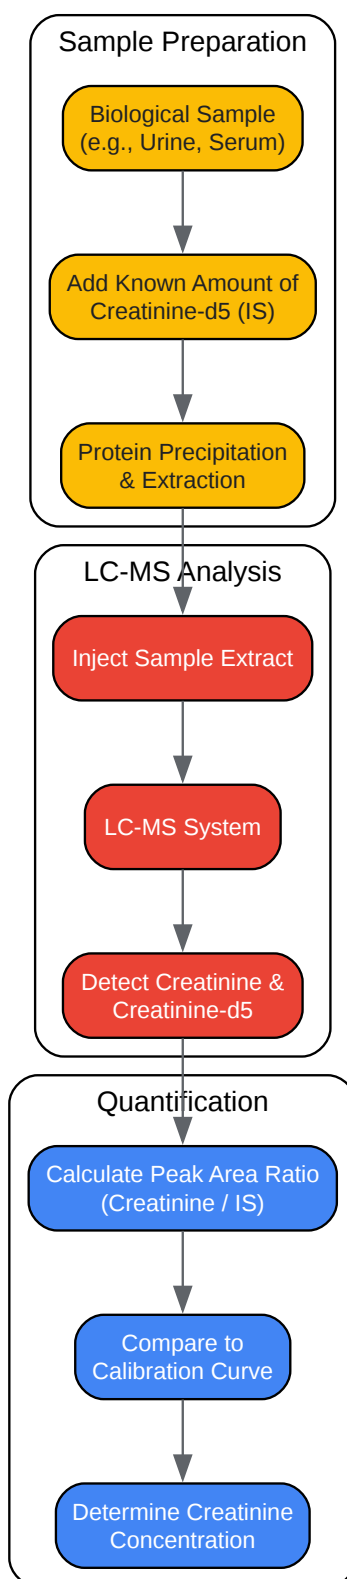 Sample Preparation
Biological Sample
(e.g., Urine, Serum)
Add Known Amount of
Creatinine-d5 (IS)
Protein Precipitation
& Extraction
LC-MS Analysis
Inject Sample Extract
LC-MS System
Detect Creatinine &
Creatinine-d5
Quantification
Calculate Peak Area Ratio
(Creatinine / IS)
Compare to
Calibration Curve
Determine Creatinine
Concentration